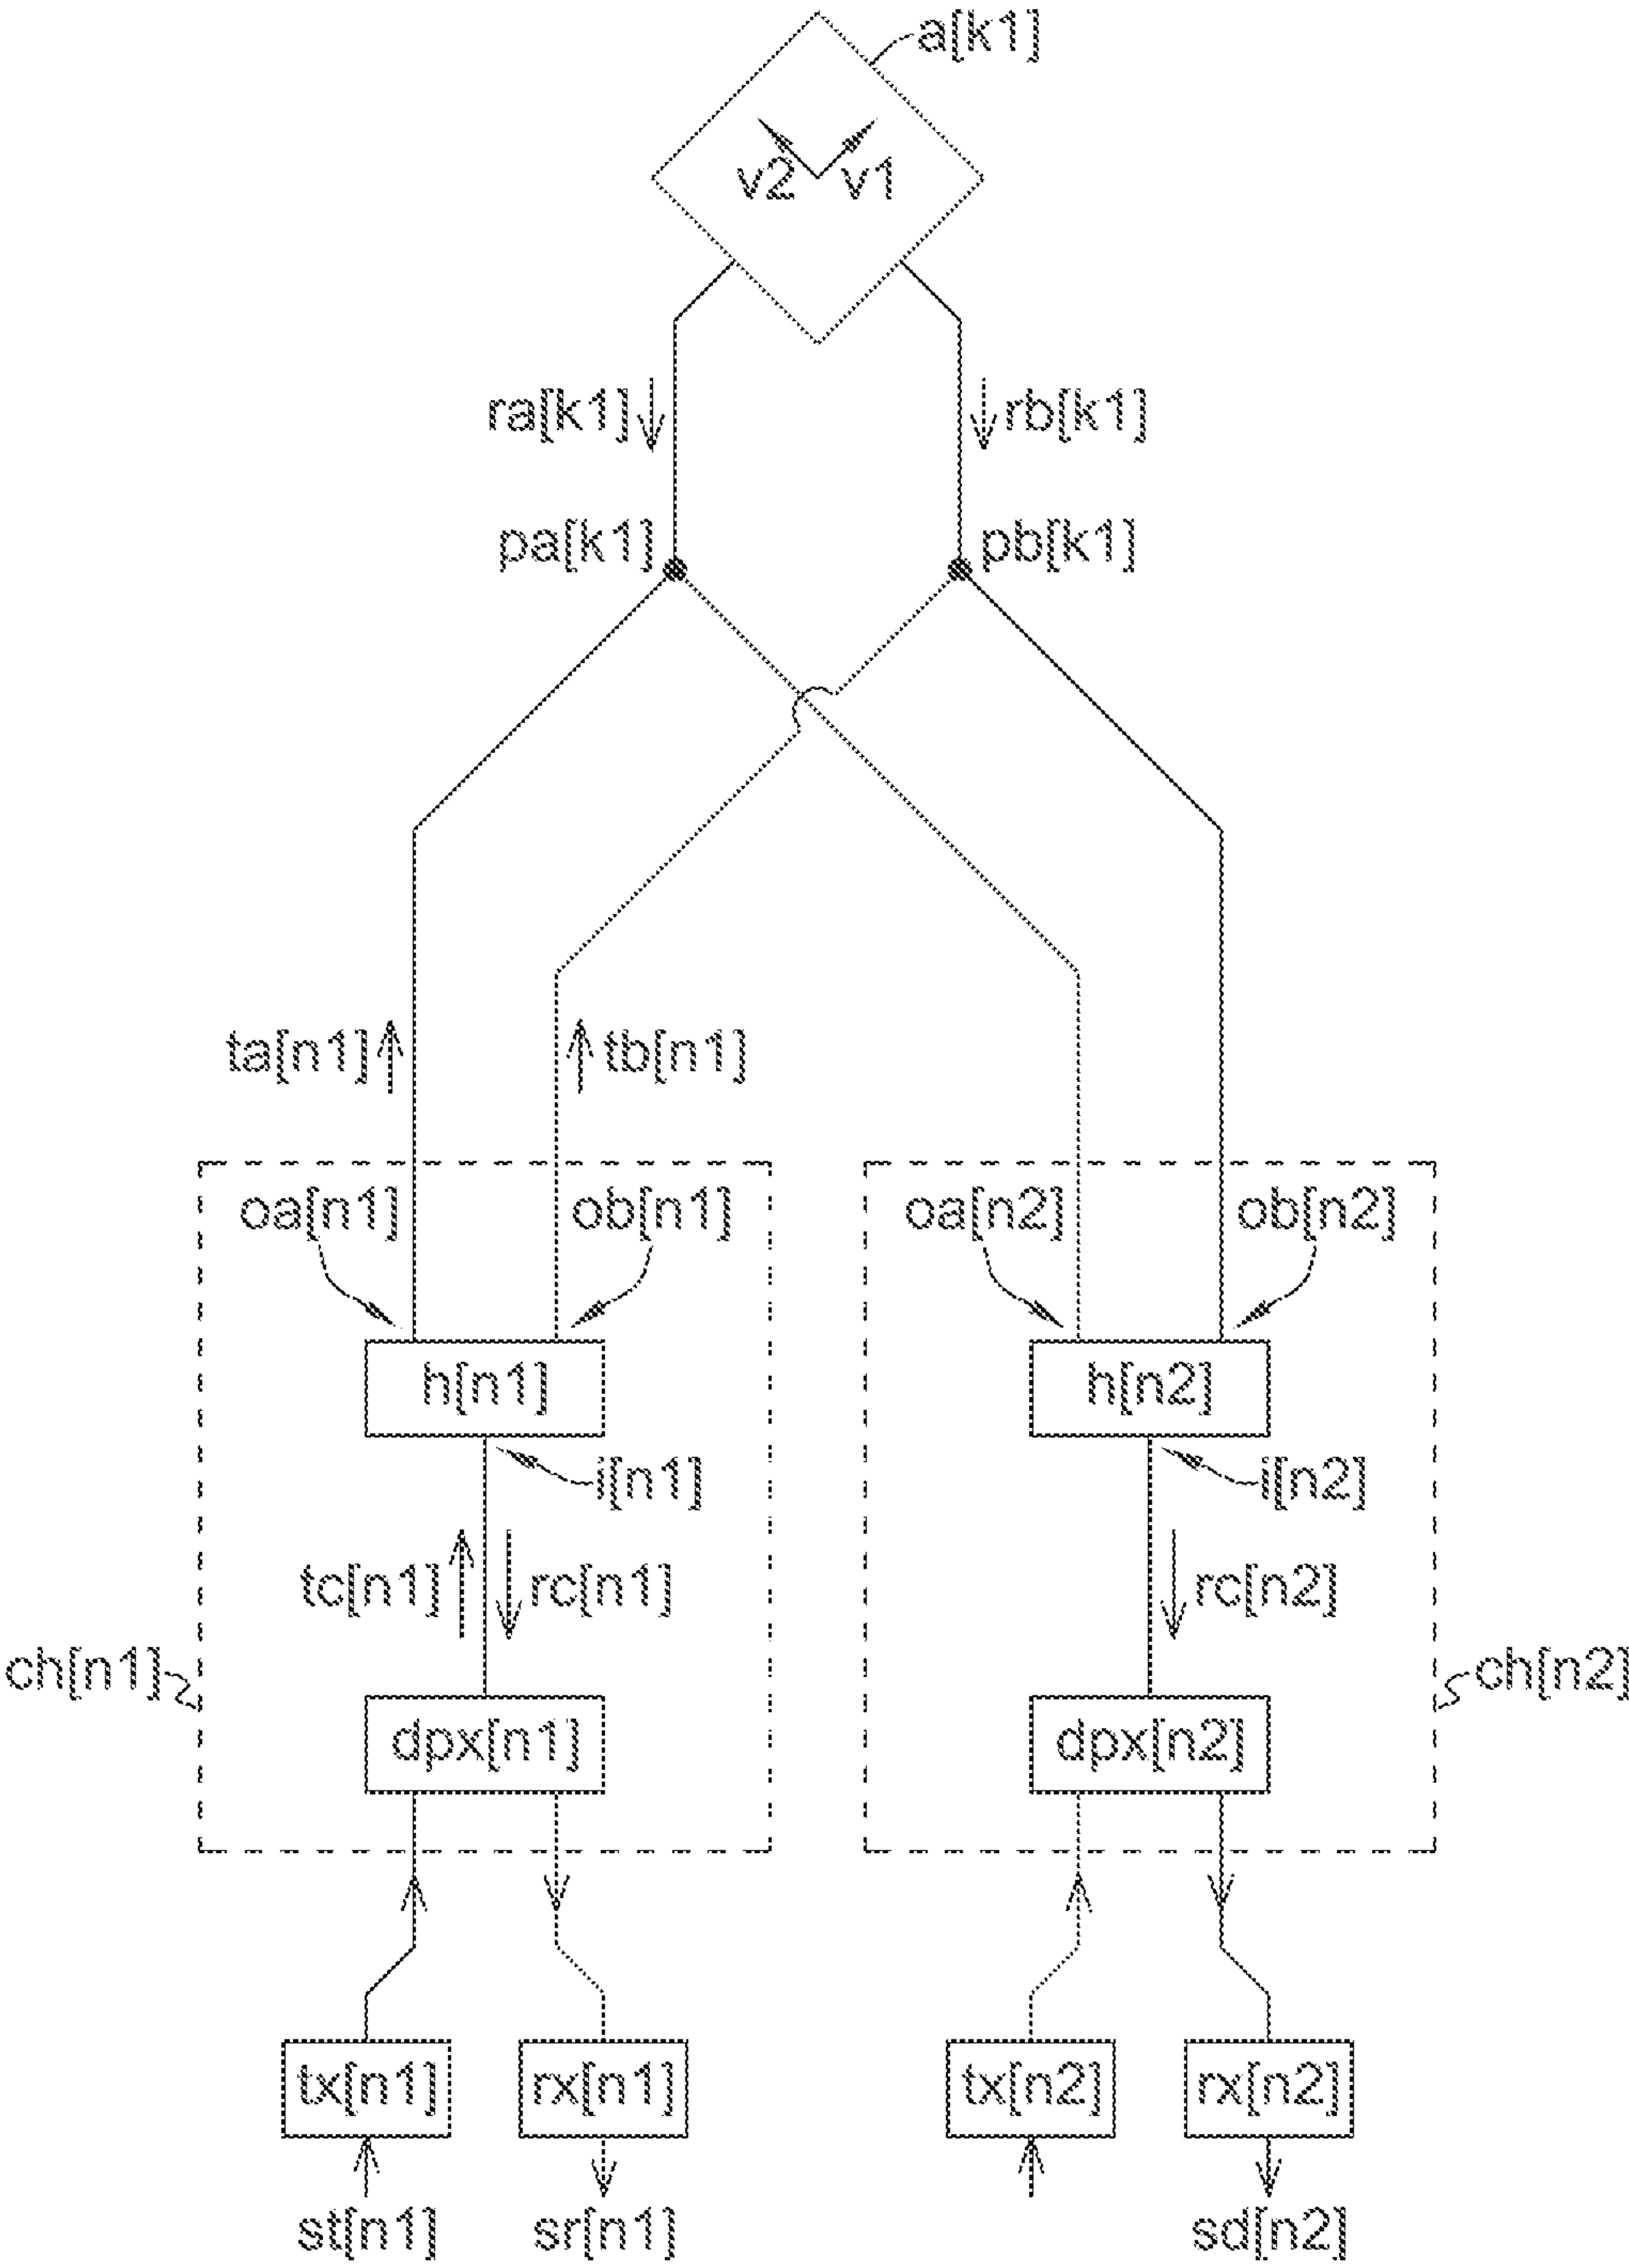 a[k1]
v2 v1
ra[k1] rb[k1]
pa[k1] pb[k1]
ta[n1] tb[n1]
oa[n1] ob[n1] oa[n2] ob[n2]
h[n1] h[n2]
i[n1] i[n2]
tc[n1] rc[n1] rc[n2]
ch[n1] ch[n2]
dpx[n1] dpx[n2]
tx[n1] rx[n1] tx[n2] rx[n2]
st[n1] sr[n1] sd[n2]